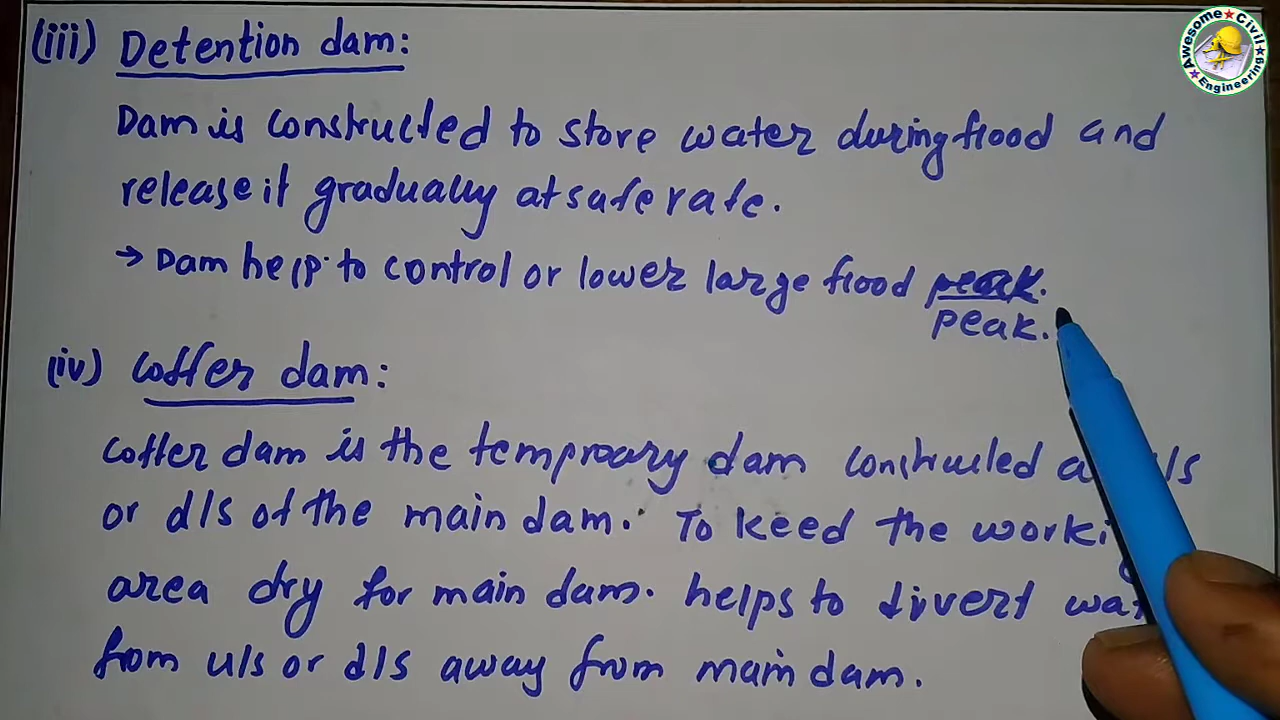 (iii) Detention dam:
Dam is constructed to store water during flood and
release it gradually at safe rate.
→ Dam help to control or lower large flood peak.
peak.
(iv) Coffer dam:
Coffer dam is the temproary dam constructed u/s
or d/s of the main dam. To keed the
area dry for main dam. helps to divert
from u/s or d/s away from main dam.
Awesome ★ Civil ★ Engineering ★